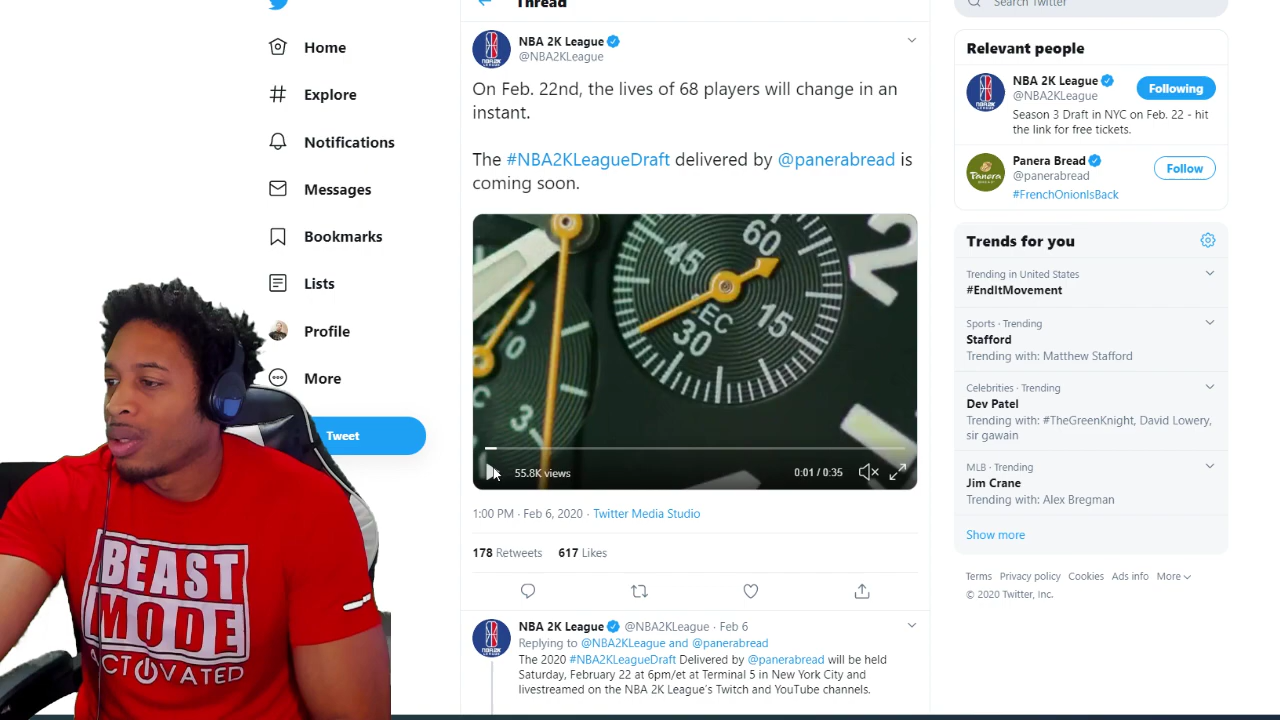 Thread
Search Twitter
Home
Explore
Notifications
Messages
Bookmarks
Lists
Profile
More
Tweet
NBA 2K League
@NBA2KLeague
On Feb. 22nd, the lives of 68 players will change in an
instant.
The #NBA2KLeagueDraft delivered by @panerabread is
coming soon.
60
45
15
30
SEC
2
0
3
55.8K views
0:01 / 0:35
1:00 PM · Feb 6, 2020 · Twitter Media Studio
178 Retweets 617 Likes
NBA 2K League @NBA2KLeague · Feb 6
Replying to @NBA2KLeague and @panerabread
The 2020 #NBA2KLeagueDraft Delivered by @panerabread will be held
Saturday, February 22 at 6pm/et at Terminal 5 in New York City and
livestreamed on the NBA 2K League's Twitch and YouTube channels.
Relevant people
NBA 2K League
@NBA2KLeague
Following
Season 3 Draft in NYC on Feb. 22 - hit
the link for free tickets.
Panera Bread
@panerabread
Follow
#FrenchOnionIsBack
Trends for you
Trending in United States
#EndItMovement
Sports · Trending
Stafford
Trending with: Matthew Stafford
Celebrities · Trending
Dev Patel
Trending with: #TheGreenKnight, David Lowery,
sir gawain
MLB · Trending
Jim Crane
Trending with: Alex Bregman
Show more
Terms Privacy policy Cookies Ads info More
© 2020 Twitter, Inc.
BEAST
MODE
ACTOVATED